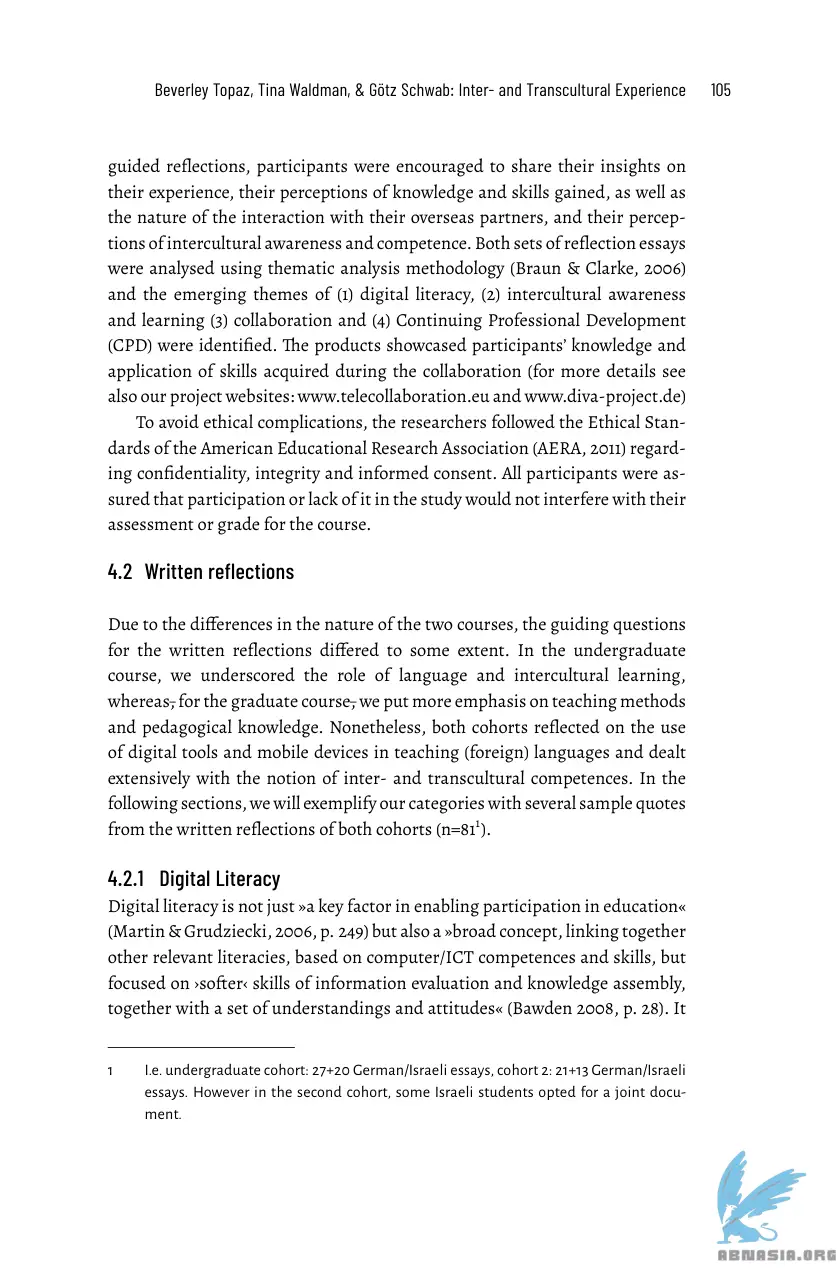 Beverley Topaz, Tina Waldman, & Götz Schwab: Inter- and Transcultural Experience 105
guided reflections, participants were encouraged to share their insights on
their experience, their perceptions of knowledge and skills gained, as well as
the nature of the interaction with their overseas partners, and their percep-
tions of intercultural awareness and competence. Both sets of reflection essays
were analysed using thematic analysis methodology (Braun & Clarke, 2006)
and the emerging themes of (1) digital literacy, (2) intercultural awareness
and learning (3) collaboration and (4) Continuing Professional Development
(CPD) were identified. The products showcased participants’ knowledge and
application of skills acquired during the collaboration (for more details see
also our project websites: www.telecollaboration.eu and www.diva-project.de)
To avoid ethical complications, the researchers followed the Ethical Stan-
dards of the American Educational Research Association (AERA, 2011) regard-
ing confidentiality, integrity and informed consent. All participants were as-
sured that participation or lack of it in the study would not interfere with their
assessment or grade for the course.
4.2 Written reflections
Due to the differences in the nature of the two courses, the guiding questions
for the written reflections differed to some extent. In the undergraduate
course, we underscored the role of language and intercultural learning,
whereas, for the graduate course, we put more emphasis on teaching methods
and pedagogical knowledge. Nonetheless, both cohorts reflected on the use
of digital tools and mobile devices in teaching (foreign) languages and dealt
extensively with the notion of inter- and transcultural competences. In the
following sections, we will exemplify our categories with several sample quotes
from the written reflections of both cohorts (n=81¹).
4.2.1 Digital Literacy
Digital literacy is not just »a key factor in enabling participation in education«
(Martin & Grudziecki, 2006, p. 249) but also a »broad concept, linking together
other relevant literacies, based on computer/ICT competences and skills, but
focused on ›softer‹ skills of information evaluation and knowledge assembly,
together with a set of understandings and attitudes« (Bawden 2008, p. 28). It
1 I.e. undergraduate cohort: 27+20 German/Israeli essays, cohort 2: 21+13 German/Israeli
essays. However in the second cohort, some Israeli students opted for a joint docu-
ment.
ABNASIA.ORG